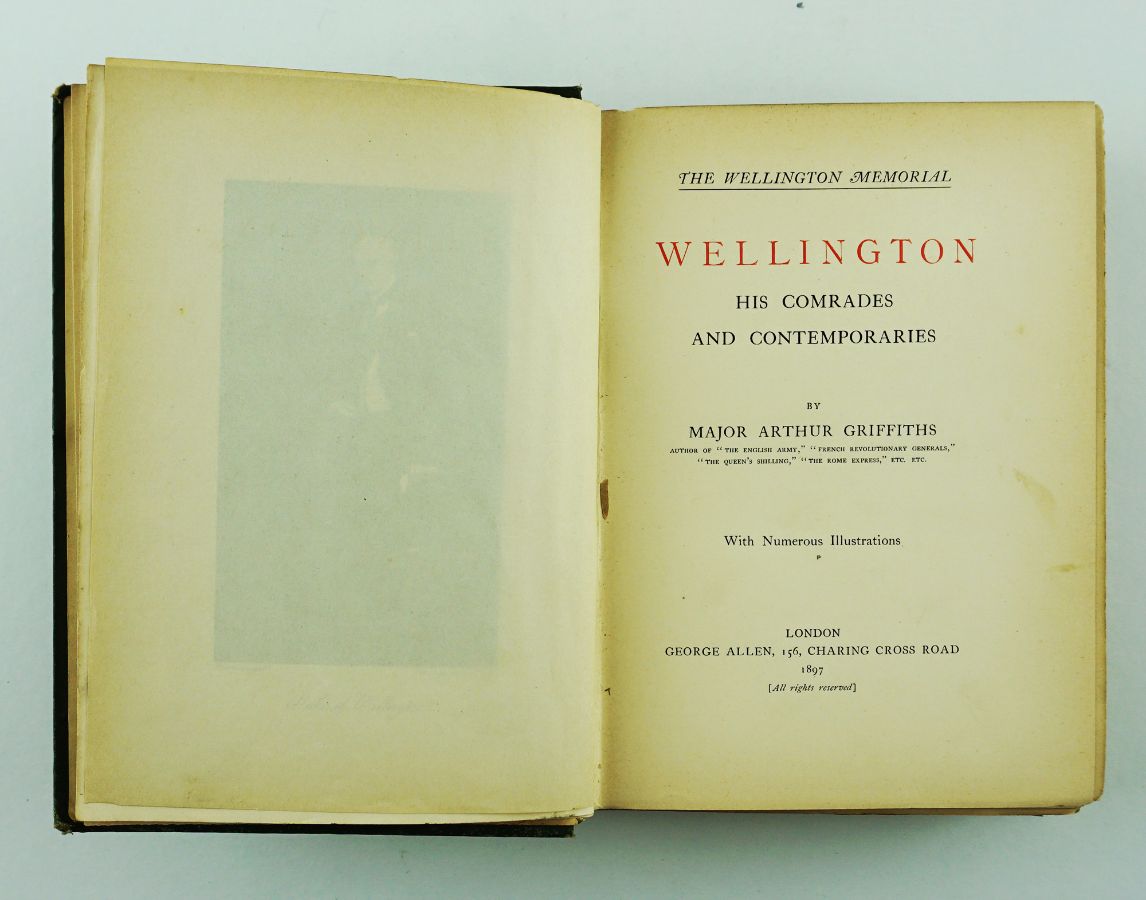 THE WELLINGTON MEMORIAL
WELLINGTON
HIS COMRADES
AND CONTEMPORARIES
BY
MAJOR ARTHUR GRIFFITHS
AUTHOR OF "THE ENGLISH ARMY," "FRENCH REVOLUTIONARY GENERALS,"
"THE QUEEN'S SHILLING," "THE ROME EXPRESS," ETC. ETC.
With Numerous Illustrations
LONDON
GEORGE ALLEN, 156, CHARING CROSS ROAD
1897
[All rights reserved]